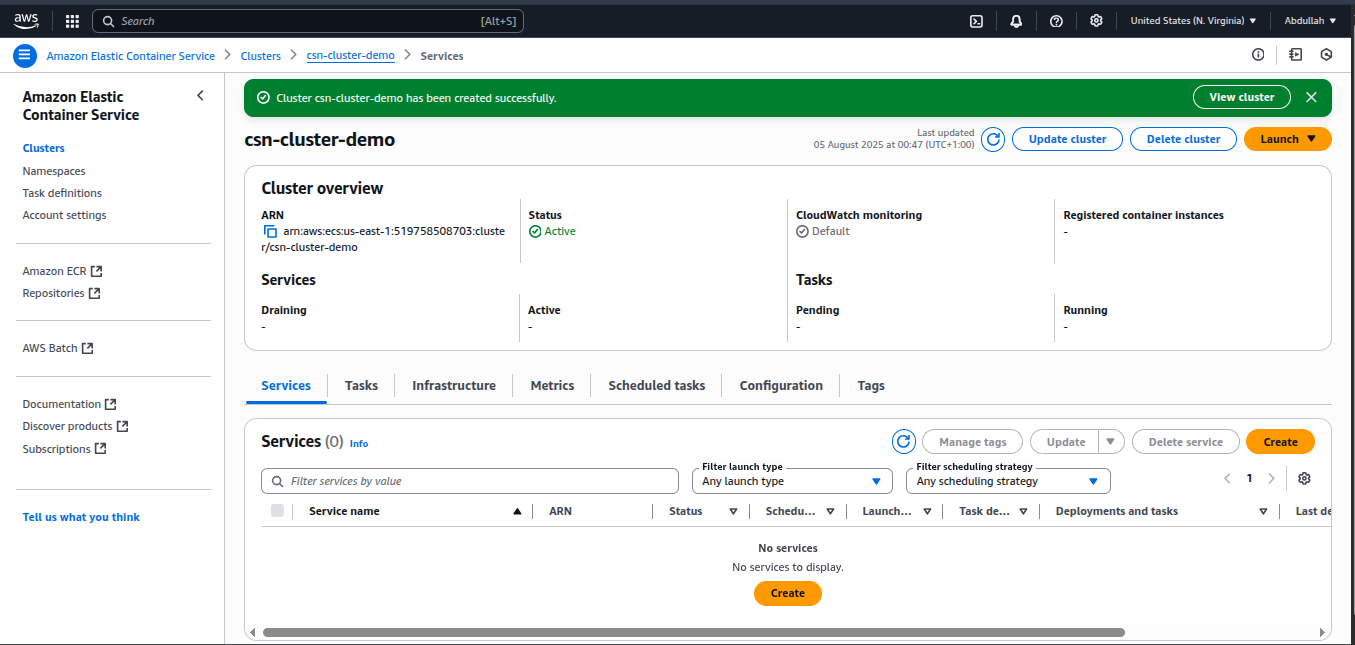 aws
Search
[Alt+S]
United States (N. Virginia)
Abdullah
Amazon Elastic Container Service
Clusters
csn-cluster-demo
Services
Amazon Elastic
Container Service
Clusters
Namespaces
Task definitions
Account settings
Amazon ECR
Repositories
AWS Batch
Documentation
Discover products
Subscriptions
Tell us what you think
Cluster csn-cluster-demo has been created successfully.
View cluster
csn-cluster-demo
Last updated
05 August 2025 at 00:47 (UTC+1:00)
Update cluster
Delete cluster
Launch
Cluster overview
ARN
arn:aws:ecs:us-east-1:519758508703:cluste
r/csn-cluster-demo
Status
Active
CloudWatch monitoring
Default
Registered container instances
-
Services
Tasks
Draining
-
Active
-
Pending
-
Running
-
Services
Tasks
Infrastructure
Metrics
Scheduled tasks
Configuration
Tags
Services (0) Info
Manage tags
Update
Delete service
Create
Filter services by value
Filter launch type
Any launch type
Filter scheduling strategy
Any scheduling strategy
1
Service name
ARN
Status
Schedu...
Launch...
Task de...
Deployments and tasks
Last de
No services
No services to display.
Create